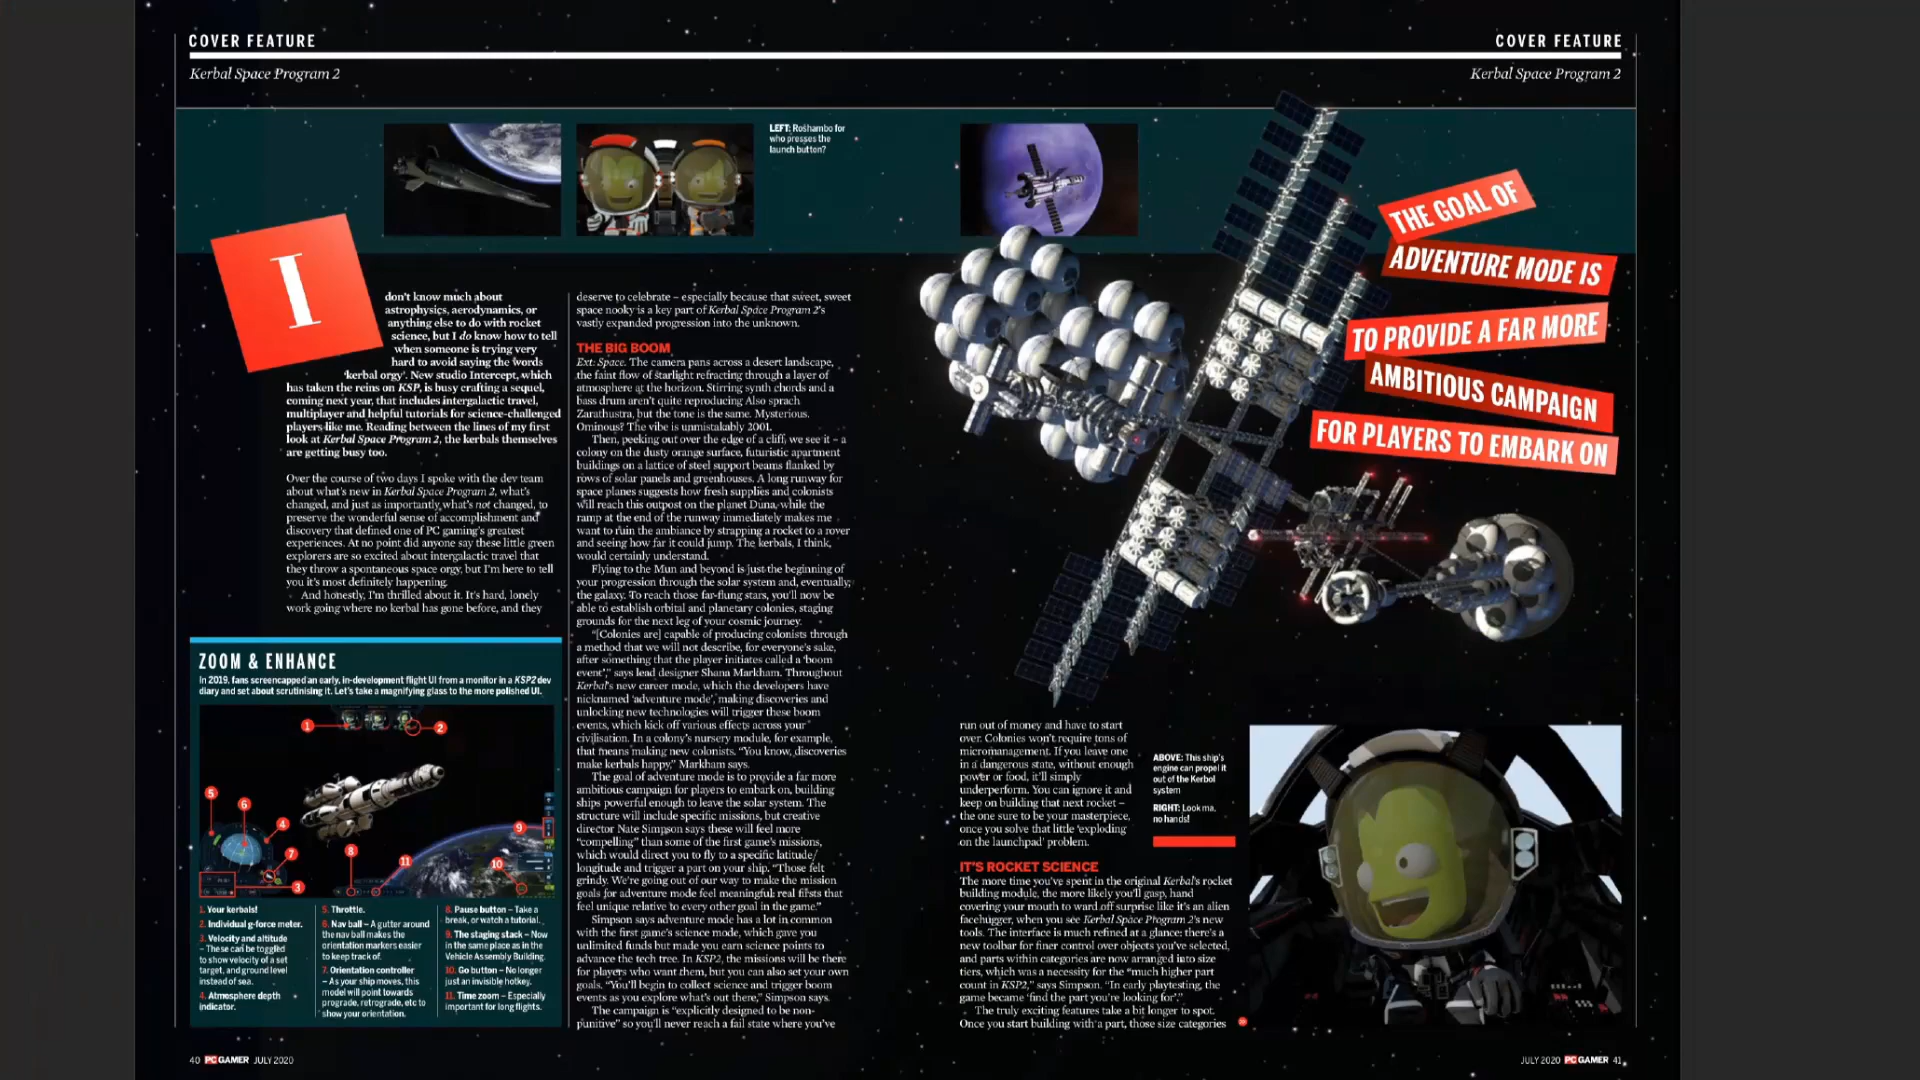 COVER FEATURE
Kerbal Space Program 2
COVER FEATURE
Kerbal Space Program 2
LEFT: Roshambo for
who presses the
launch button?
THE GOAL OF
ADVENTURE MODE IS
TO PROVIDE A FAR MORE
AMBITIOUS CAMPAIGN
FOR PLAYERS TO EMBARK ON
I
don't know much about
astrophysics, aerodynamics, or
anything else to do with rocket
science, but I do know how to tell
when someone is trying very
hard to avoid saying the words
'kerbal orgy'. New studio Intercept, which
has taken the reins on KSP, is busy crafting a sequel,
coming next year, that includes intergalactic travel,
multiplayer and helpful tutorials for science-challenged
players like me. Reading between the lines of my first
look at Kerbal Space Program 2, the kerbals themselves
are getting busy too.
Over the course of two days I spoke with the dev team
about what's new in Kerbal Space Program 2, what's
changed, and just as importantly what's not changed, to
preserve the wonderful sense of accomplishment and
discovery that defined one of PC gaming's greatest
experiences. At no point did anyone say these little green
explorers are so excited about intergalactic travel that
they throw a spontaneous space orgy, but I'm here to tell
you it's most definitely happening.
And honestly, I'm thrilled about it. It's hard, lonely
work going where no kerbal has gone before, and they
ZOOM & ENHANCE
In 2019, fans screencapped an early, in-development flight UI from a monitor in a KSP2 dev
diary and set about scrutinising it. Let's take a magnifying glass to the more polished UI.
1
2
5
6
4
9
7
8
11
10
3
1. Your kerbals!
2. Individual g-force meter.
3. Velocity and altitude
– These can be toggled
to show velocity of a set
target, and ground level
instead of sea.
4. Atmosphere depth
indicator.
5. Throttle.
6. Nav ball – A gutter around
the nav ball makes the
orientation markers easier
to keep track of.
7. Orientation controller
– As your ship moves, this
model will point towards
prograde, retrograde, etc to
show your orientation.
8. Pause button – Take a
break, or watch a tutorial.
9. The staging stack – Now
in the same place as in the
Vehicle Assembly Building.
10. Go button – No longer
just an invisible hotkey.
11. Time zoom – Especially
important for long flights.
deserve to celebrate – especially because that sweet, sweet
space nooky is a key part of Kerbal Space Program 2's
vastly expanded progression into the unknown.
THE BIG BOOM
Ext: Space. The camera pans across a desert landscape,
the faint flow of starlight refracting through a layer of
atmosphere at the horizon. Stirring synth chords and a
bass drum aren't quite reproducing Also sprach
Zarathustra, but the tone is the same. Mysterious.
Ominous? The vibe is unmistakably 2001.
Then, peeking out over the edge of a cliff, we see it – a
colony on the dusty orange surface, futuristic apartment
buildings on a lattice of steel support beams flanked by
rows of solar panels and greenhouses. A long runway for
space planes suggests how fresh supplies and colonists
will reach this outpost on the planet Duna, while the
ramp at the end of the runway immediately makes me
want to ruin the ambiance by strapping a rocket to a rover
and seeing how far it could jump. The kerbals, I think,
would certainly understand.
Flying to the Mun and beyond is just the beginning of
your progression through the solar system and, eventually,
the galaxy. To reach those far-flung stars, you'll now be
able to establish orbital and planetary colonies, staging
grounds for the next leg of your cosmic journey.
"[Colonies are] capable of producing colonists through
a method that we will not describe, for everyone's sake,
after something that the player initiates called a 'boom
event'," says lead designer Shana Markham. Throughout
Kerbal's new career mode, which the developers have
nicknamed 'adventure mode', making discoveries and
unlocking new technologies will trigger these boom
events, which kick off various effects across your
civilisation. In a colony's nursery module, for example,
that means making new colonists. "You know, discoveries
make kerbals happy," Markham says.
The goal of adventure mode is to provide a far more
ambitious campaign for players to embark on, building
ships powerful enough to leave the solar system. The
structure will include specific missions, but creative
director Nate Simpson says these will feel more
"compelling" than some of the first game's missions,
which would direct you to fly to a specific latitude/
longitude and trigger a part on your ship. "Those felt
grindy. We're going out of our way to make the mission
goals for adventure mode feel meaningful: real firsts that
feel unique relative to every other goal in the game."
Simpson says adventure mode has a lot in common
with the first game's science mode, which gave you
unlimited funds but made you earn science points to
advance the tech tree. In KSP2, the missions will be there
for players who want them, but you can also set your own
goals. "You'll begin to collect science and trigger boom
events as you explore what's out there," Simpson says.
The campaign is "explicitly designed to be non-
punitive" so you'll never reach a fail state where you've
run out of money and have to start
over. Colonies won't require tons of
micromanagement. If you leave one
in a dangerous state, without enough
power or food, it'll simply
underperform. You can ignore it and
keep on building that next rocket –
the one sure to be your masterpiece,
once you solve that little 'exploding
on the launchpad' problem.
IT'S ROCKET SCIENCE
The more time you've spent in the original Kerbal's rocket
building module, the more likely you'll gasp, hand
covering your mouth to ward off surprise like it's an alien
facehugger, when you see Kerbal Space Program 2's new
tools. The interface is much refined at a glance: there's a
new toolbar for finer control over objects you've selected,
and parts within categories are now arranged into size
tiers, which was a necessity for the "much higher part
count in KSP2," says Simpson. "In early playtesting, the
game became 'find the part you're looking for'."
The truly exciting features take a bit longer to spot.
Once you start building with a part, those size categories
ABOVE: This ship's
engine can propel it
out of the Kerbol
system
RIGHT: Look ma,
no hands!
40 PC GAMER JULY 2020
JULY 2020 PC GAMER 41